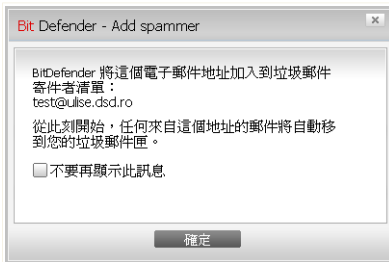 Bit Defender - Add spammer
BitDefender 將這個電子郵件地址加入到垃圾郵件
寄件者清單：
test@ulise.dsd.ro
從此刻開始，任何來自這個地址的郵件將自動移
到您的垃圾郵件匣。
不要再顯示此訊息
確定